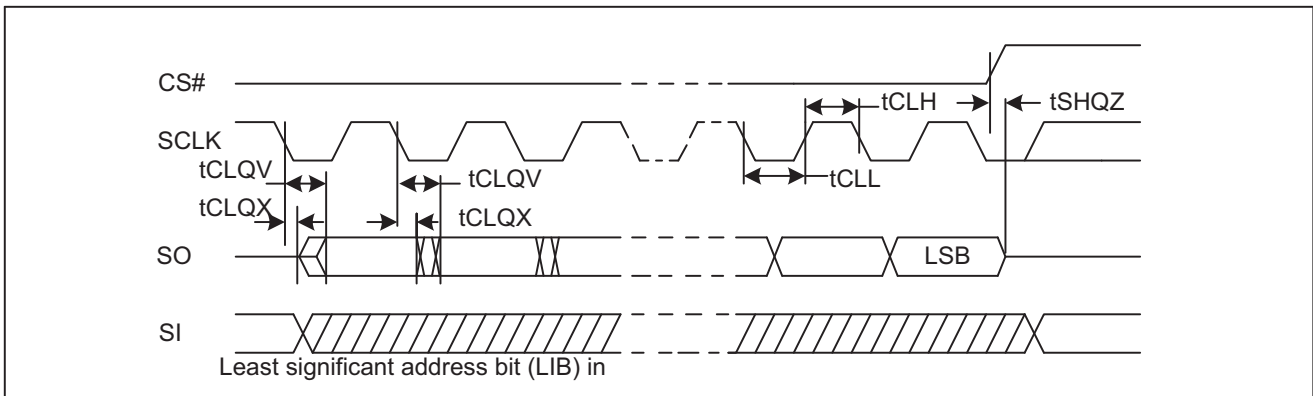 CS#
tCLH
tSHQZ
SCLK
tCLQV
tCLQV
tCLL
tCLQX
tCLQX
SO
LSB
SI
Least significant address bit (LIB) in